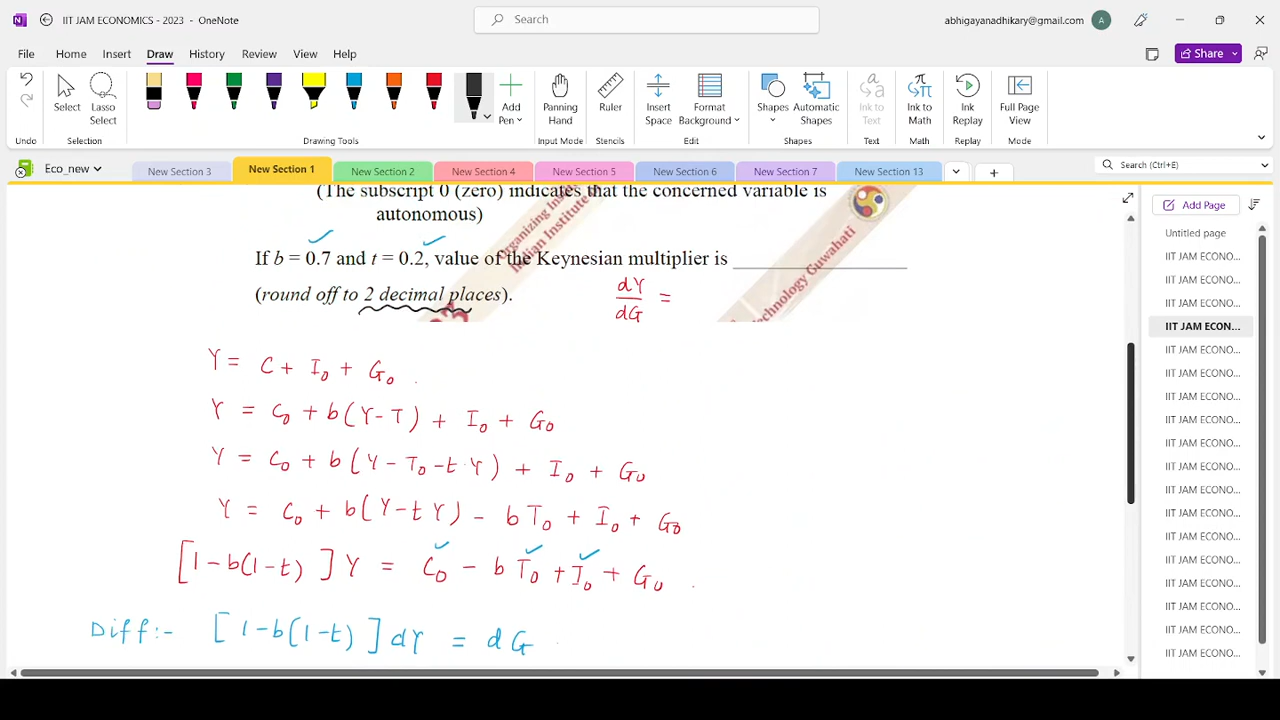 IIT JAM ECONOMICS - 2023 - OneNote
Search
abhigayanadhikary@gmail.com
A
File Home Insert Draw History Review View Help
Share
Undo
Select
Lasso Select
Add Pen
Panning Hand
Ruler
Insert Space
Format Background
Shapes
Automatic Shapes
Ink to Text
Ink to Math
Ink Replay
Full Page View
Selection
Drawing Tools
Input Mode
Stencils
Edit
Shapes
Text
Math
Replay
Mode
Eco_new
New Section 3
New Section 1
New Section 2
New Section 4
New Section 5
New Section 6
New Section 7
New Section 13
Search (Ctrl+E)
Add Page
Untitled page
IIT JAM ECONO...
IIT JAM ECONO...
IIT JAM ECONO...
IIT JAM ECON...
IIT JAM ECONO...
IIT JAM ECONO...
IIT JAM ECONO...
IIT JAM ECONO...
IIT JAM ECONO...
IIT JAM ECONO...
IIT JAM ECONO...
IIT JAM ECONO...
IIT JAM ECONO...
IIT JAM ECONO...
IIT JAM ECONO...
IIT JAM ECONO...
IIT JAM ECONO...
IIT JAM ECONO...
(The subscript 0 (zero) indicates that the concerned variable is
autonomous)
If b = 0.7 and t = 0.2, value of the Keynesian multiplier is
(round off to 2 decimal places).
dY/dG =
Y = C + I₀ + G₀
Y = C₀ + b(Y-T) + I₀ + G₀
Y = C₀ + b(Y-T₀-t·Y) + I₀ + G₀
Y = C₀ + b(Y-tY) - bT₀ + I₀ + G₀
[1-b(1-t)]Y = C₀ - bT₀ + I₀ + G₀
Diff:- [1-b(1-t)]dY = dG
Organizing
Indian Institute
Technology Guwahati